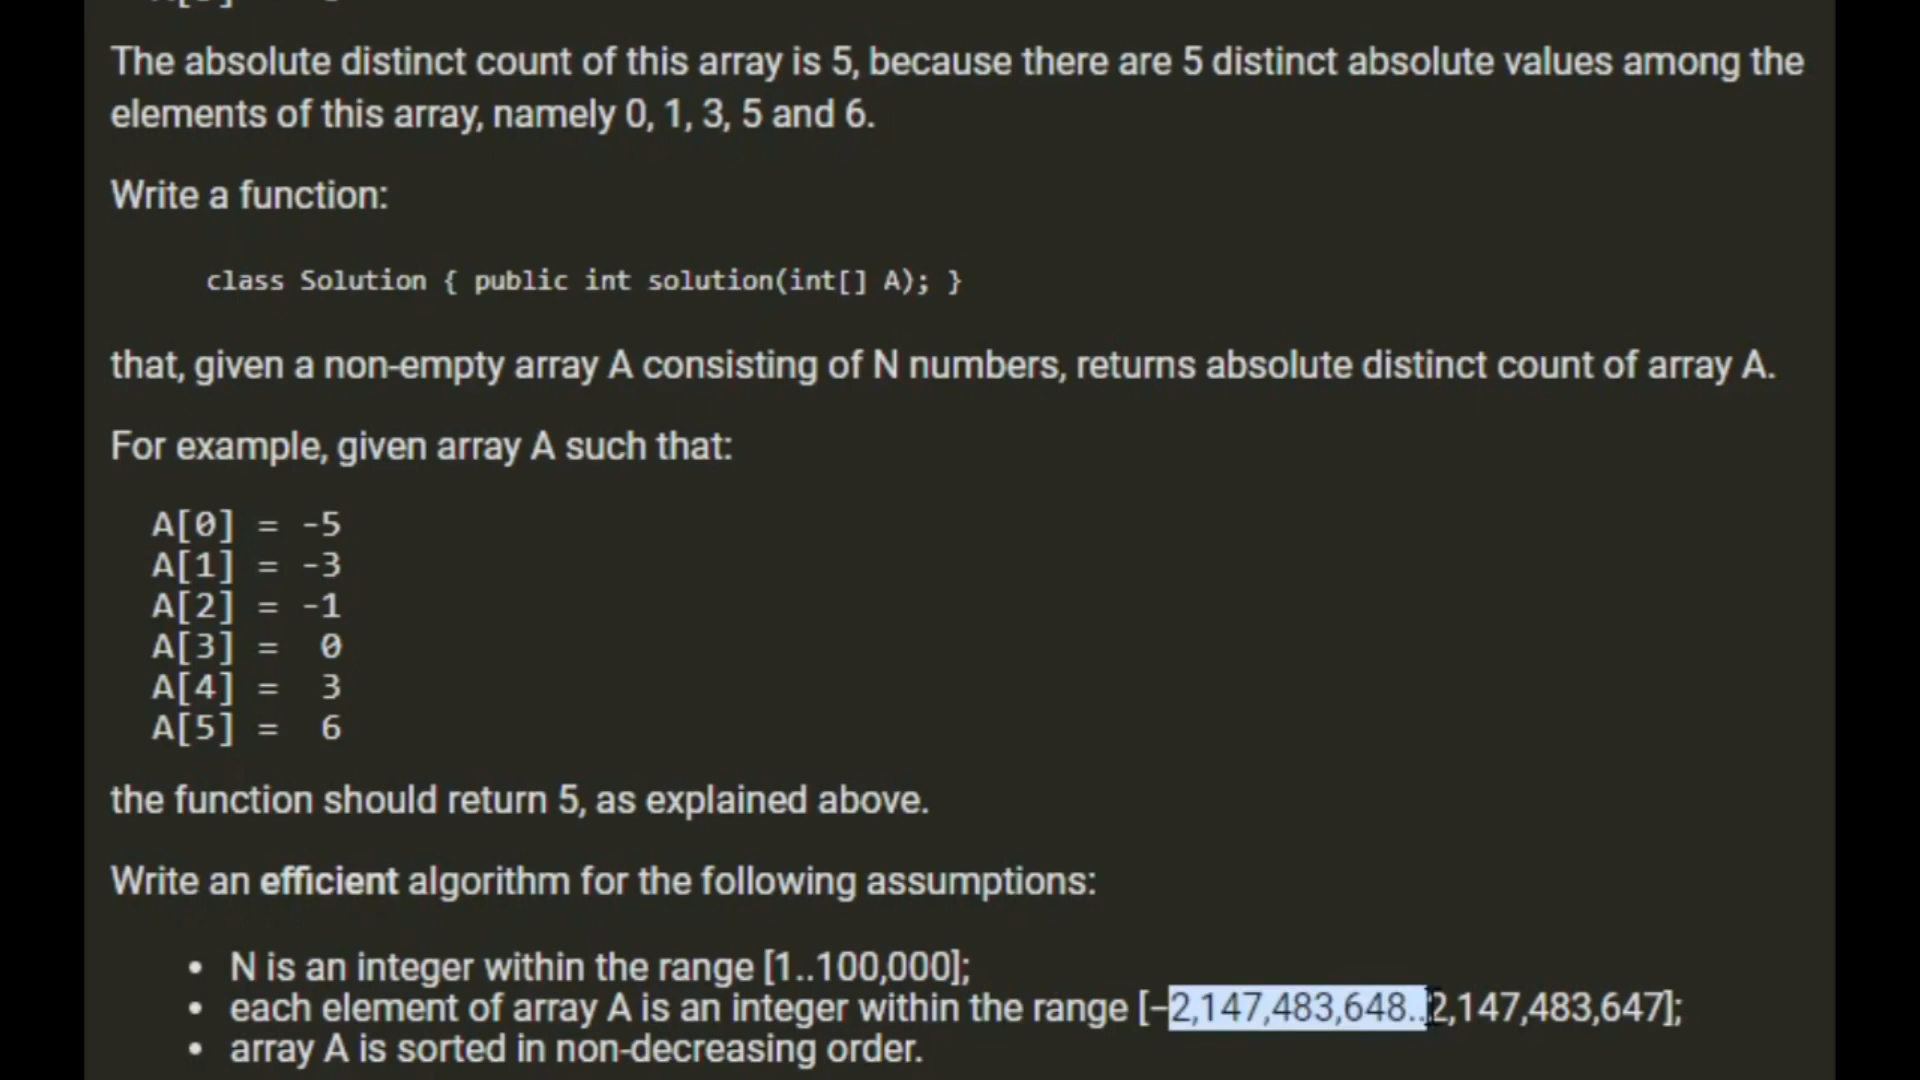 The absolute distinct count of this array is 5, because there are 5 distinct absolute values among the
elements of this array, namely 0, 1, 3, 5 and 6.
Write a function:
class Solution { public int solution(int[] A); }
that, given a non-empty array A consisting of N numbers, returns absolute distinct count of array A.
For example, given array A such that:
A[0] = -5
A[1] = -3
A[2] = -1
A[3] = 0
A[4] = 3
A[5] = 6
the function should return 5, as explained above.
Write an efficient algorithm for the following assumptions:
• N is an integer within the range [1..100,000];
• each element of array A is an integer within the range [−2,147,483,648..2,147,483,647];
• array A is sorted in non-decreasing order.